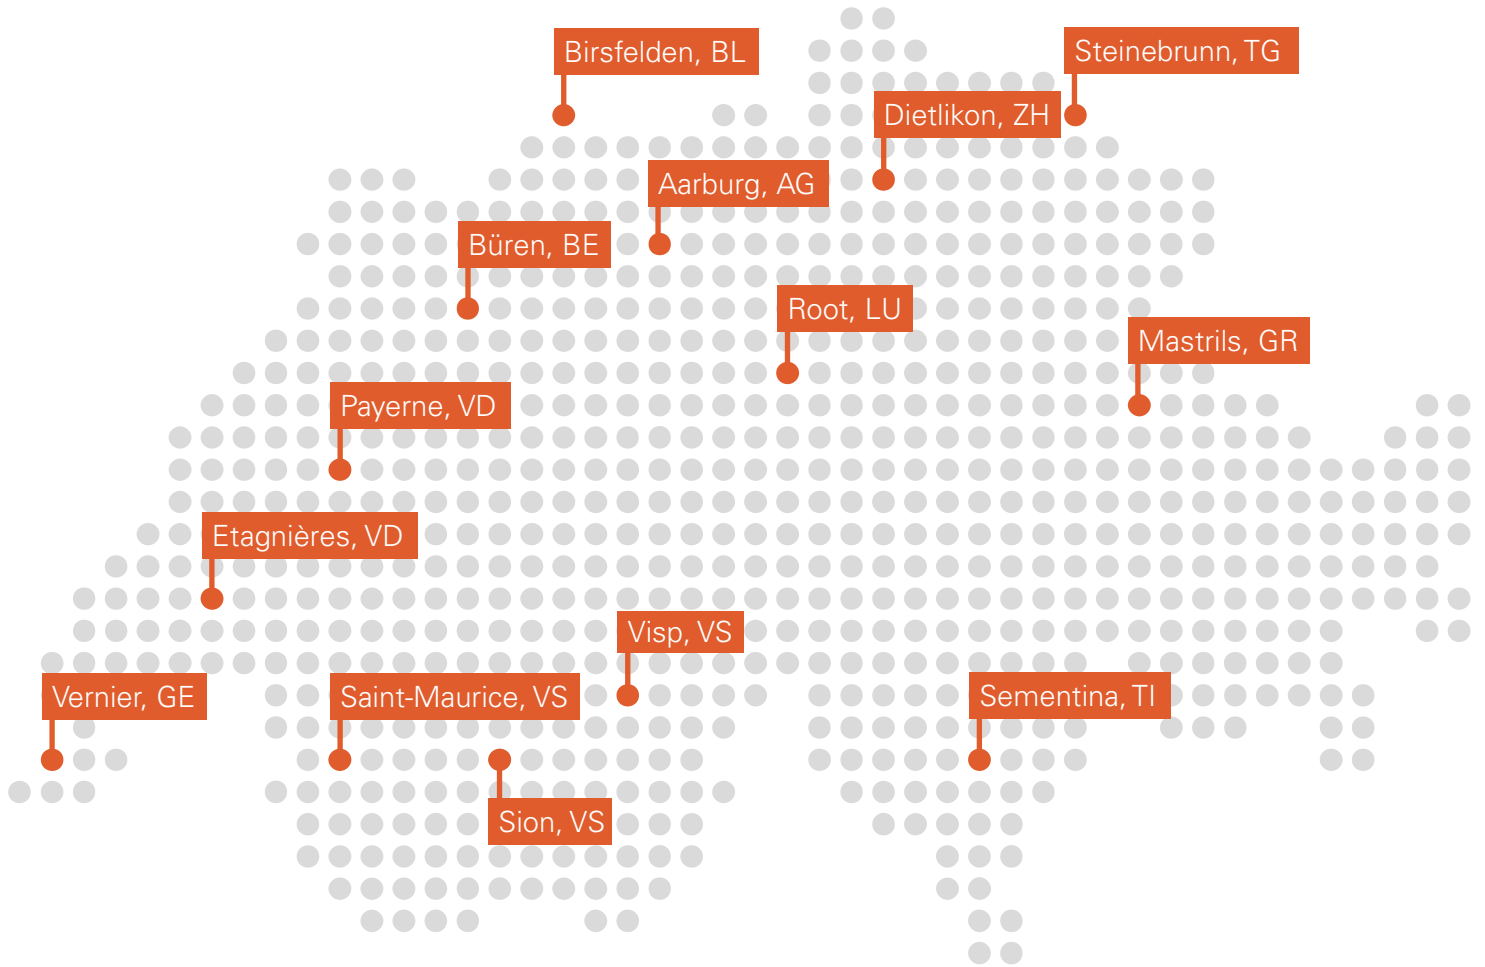 Birsfelden, BL
Steinebrunn, TG
Dietlikon, ZH
Aarburg, AG
Büren, BE
Root, LU
Mastrils, GR
Payerne, VD
Etagnières, VD
Visp, VS
Vernier, GE
Saint-Maurice, VS
Sementina, TI
Sion, VS